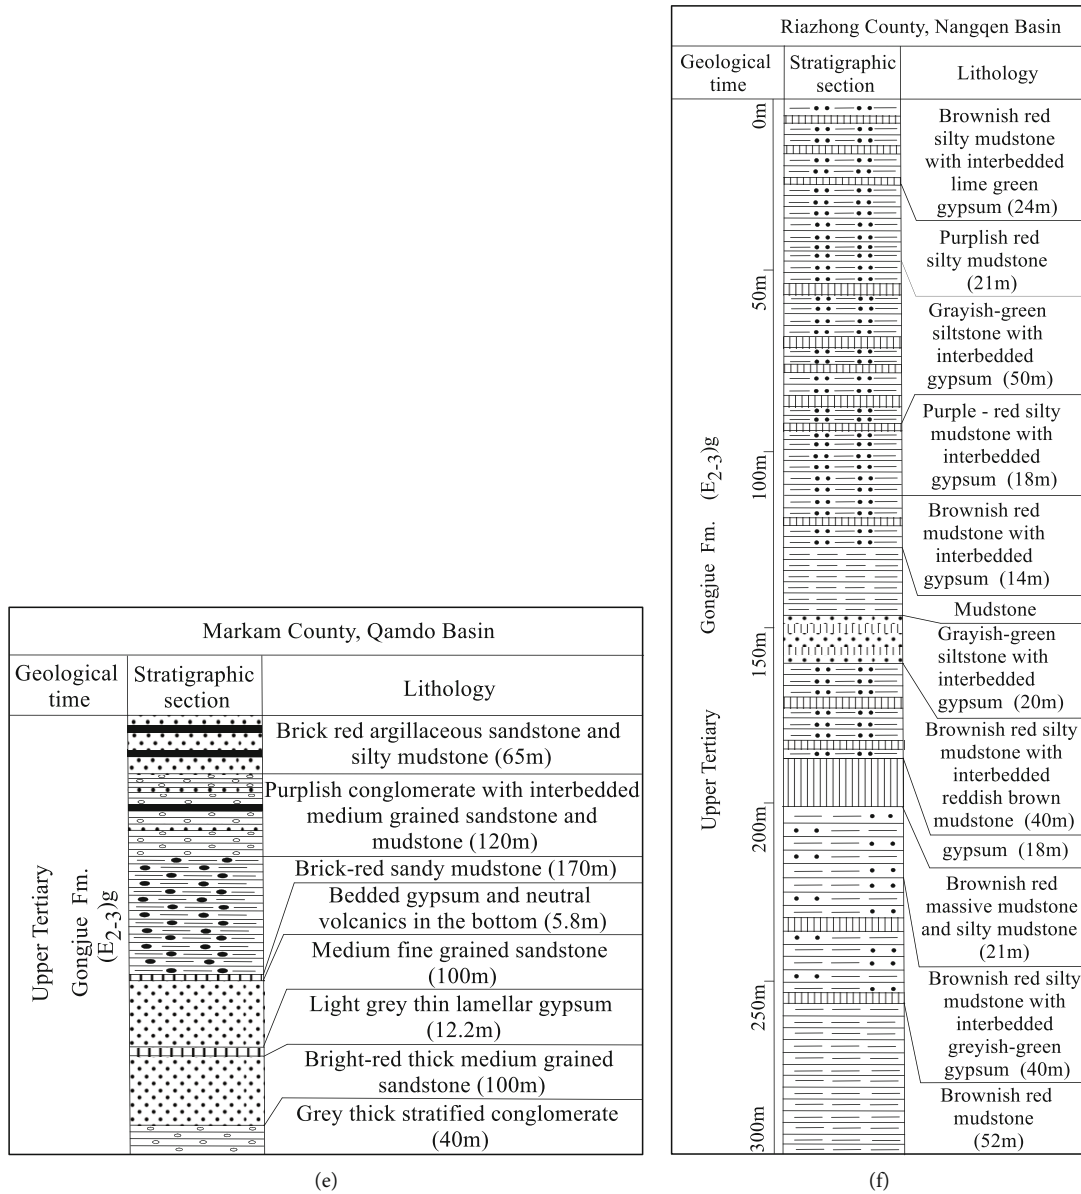 Riazhong County, Nangqen Basin
Geological
time
Stratigraphic
section
Lithology
0m
50m
100m
150m
200m
250m
300m
Upper Tertiary
Gongjue Fm.
(E2-3)g
Brownish red
silty mudstone
with interbedded
lime green
gypsum (24m)
Purplish red
silty mudstone
(21m)
Grayish-green
siltstone with
interbedded
gypsum (50m)
Purple - red silty
mudstone with
interbedded
gypsum (18m)
Brownish red
mudstone with
interbedded
gypsum (14m)
Mudstone
Grayish-green
siltstone with
interbedded
gypsum (20m)
Brownish red silty
mudstone with
interbedded
reddish brown
mudstone (40m)
gypsum (18m)
Brownish red
massive mudstone
and silty mudstone
(21m)
Brownish red silty
mudstone with
interbedded
greyish-green
gypsum (40m)
Brownish red
mudstone
(52m)
Markam County, Qamdo Basin
Geological
time
Stratigraphic
section
Lithology
Upper Tertiary
Gongjue Fm.
(E2-3)g
Brick red argillaceous sandstone and
silty mudstone (65m)
Purplish conglomerate with interbedded
medium grained sandstone and
mudstone (120m)
Brick-red sandy mudstone (170m)
Bedded gypsum and neutral
volcanics in the bottom (5.8m)
Medium fine grained sandstone
(100m)
Light grey thin lamellar gypsum
(12.2m)
Bright-red thick medium grained
sandstone (100m)
Grey thick stratified conglomerate
(40m)
(e)
(f)